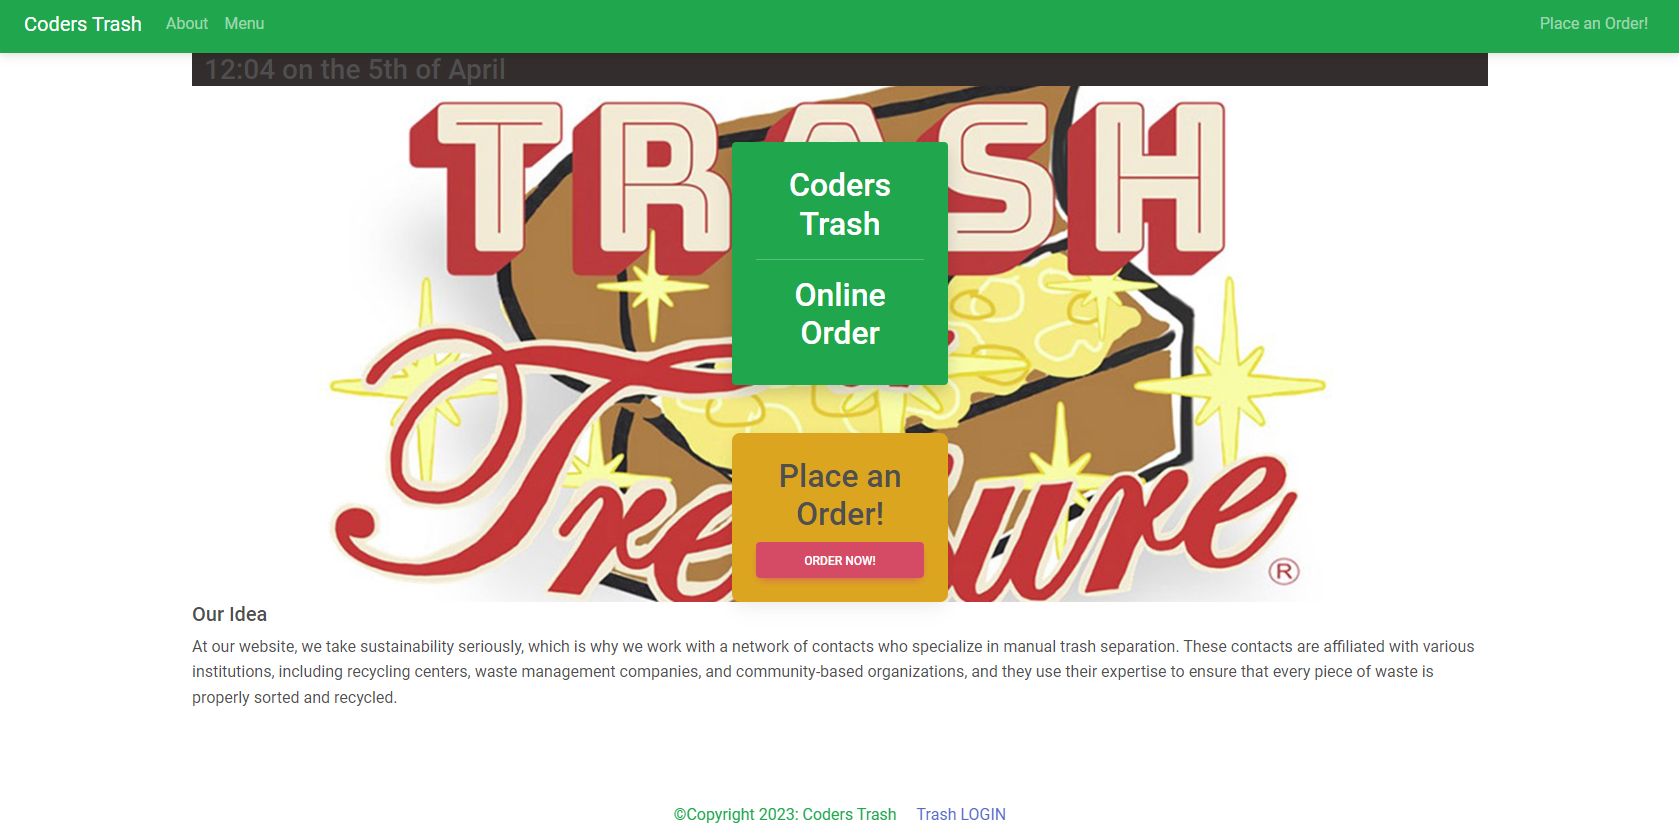 Coders Trash About Menu Place an Order!
12:04 on the 5th of April
TRASH
Coders
Trash
Online
Order
Place an
Order!
ORDER NOW!
®
Our Idea
At our website, we take sustainability seriously, which is why we work with a network of contacts who specialize in manual trash separation. These contacts are affiliated with various
institutions, including recycling centers, waste management companies, and community-based organizations, and they use their expertise to ensure that every piece of waste is
properly sorted and recycled.
©Copyright 2023: Coders Trash Trash LOGIN